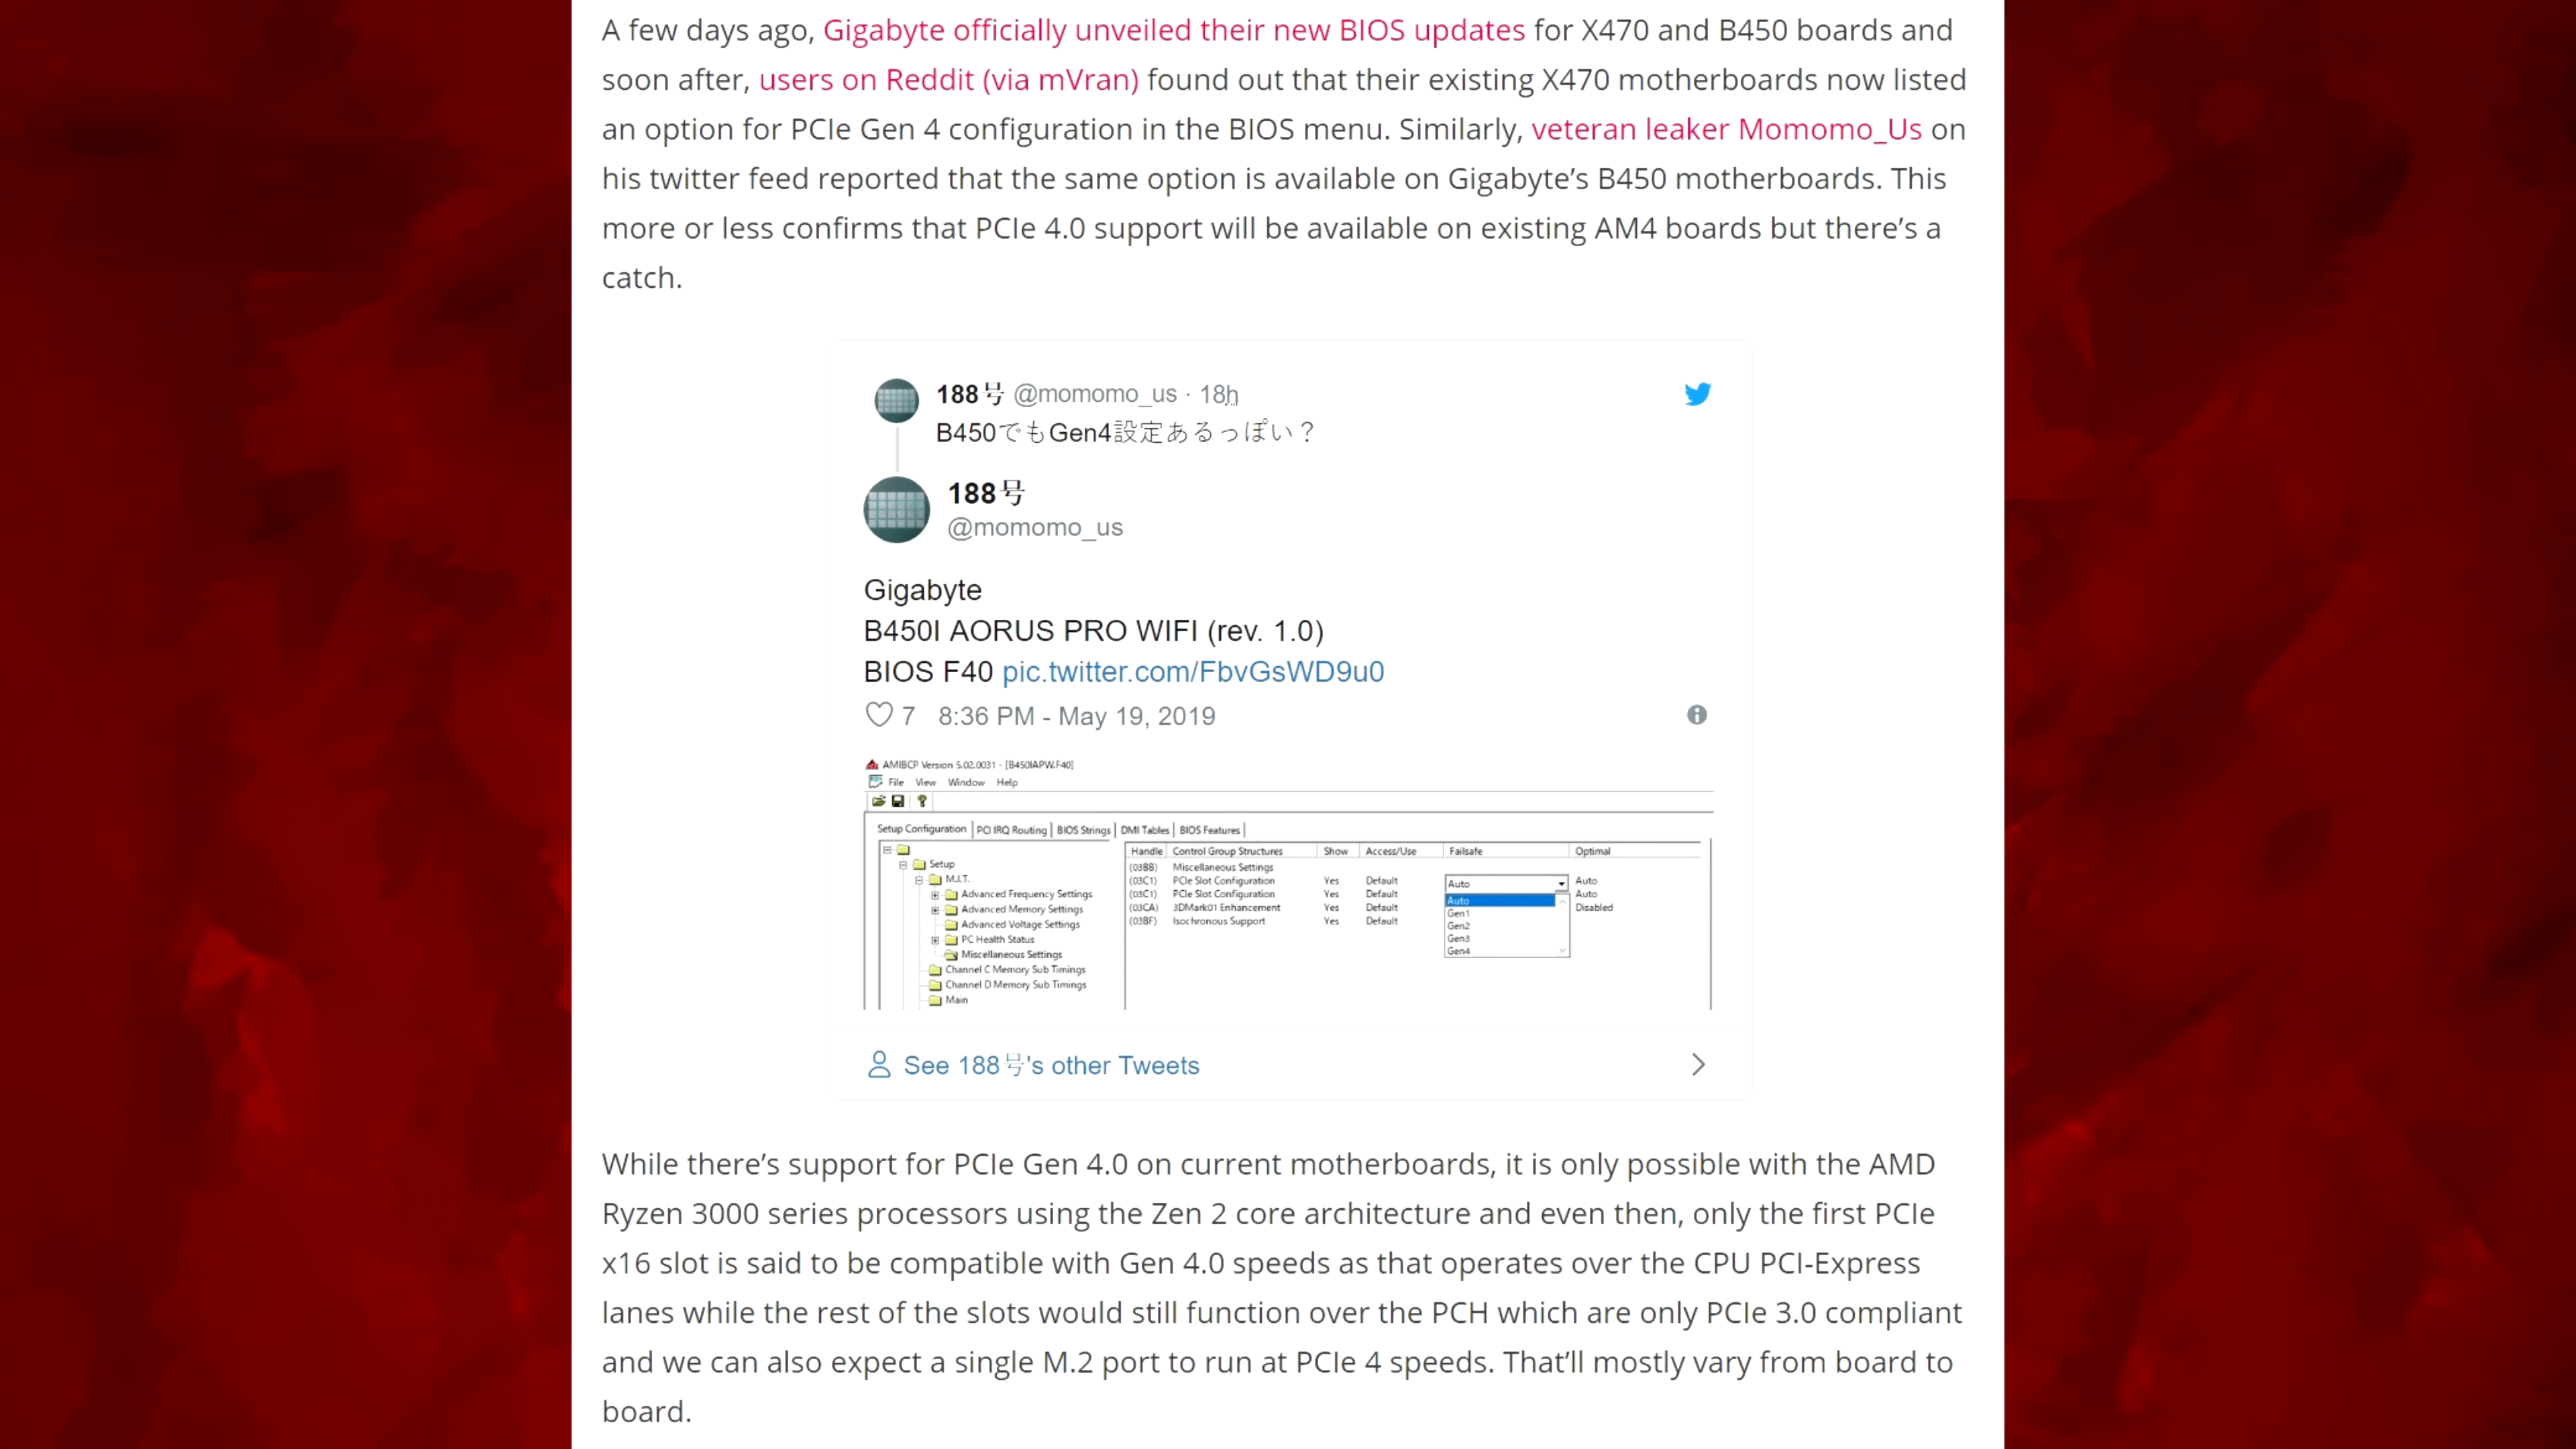 A few days ago, Gigabyte officially unveiled their new BIOS updates for X470 and B450 boards and
soon after, users on Reddit (via mVran) found out that their existing X470 motherboards now listed
an option for PCIe Gen 4 configuration in the BIOS menu. Similarly, veteran leaker Momomo_Us on
his twitter feed reported that the same option is available on Gigabyte’s B450 motherboards. This
more or less confirms that PCIe 4.0 support will be available on existing AM4 boards but there’s a
catch.
188号 @momomo_us · 18h
B450でもGen4設定あるっぽい？
188号
@momomo_us
Gigabyte
B450I AORUS PRO WIFI (rev. 1.0)
BIOS F40 pic.twitter.com/FbvGsWD9u0
7 8:36 PM - May 19, 2019
AMIBCP Version 5.02.0031 - [B450IAPW.F40]
File View Window Help
Setup Configuration PCI IRQ Routing BIOS Strings DMI Tables BIOS Features
Handle Control Group Structures Show Access/Use Failsafe Optimal
Setup
M.I.T.
Advanced Frequency Settings
Advanced Memory Settings
Advanced Voltage Settings
PC Health Status
Miscellaneous Settings
Channel C Memory Sub Timings
Channel D Memory Sub Timings
Main
(03BB) Miscellaneous Settings
(03C1) PCIe Slot Configuration Yes Default Auto Auto
(03C1) PCIe Slot Configuration Yes Default Auto
(03CA) 3DMark01 Enhancement Yes Default Disabled
(03BF) Isochronous Support Yes Default
Auto
Gen1
Gen2
Gen3
Gen4
See 188号's other Tweets
While there’s support for PCIe Gen 4.0 on current motherboards, it is only possible with the AMD
Ryzen 3000 series processors using the Zen 2 core architecture and even then, only the first PCIe
x16 slot is said to be compatible with Gen 4.0 speeds as that operates over the CPU PCI-Express
lanes while the rest of the slots would still function over the PCH which are only PCIe 3.0 compliant
and we can also expect a single M.2 port to run at PCIe 4 speeds. That’ll mostly vary from board to
board.